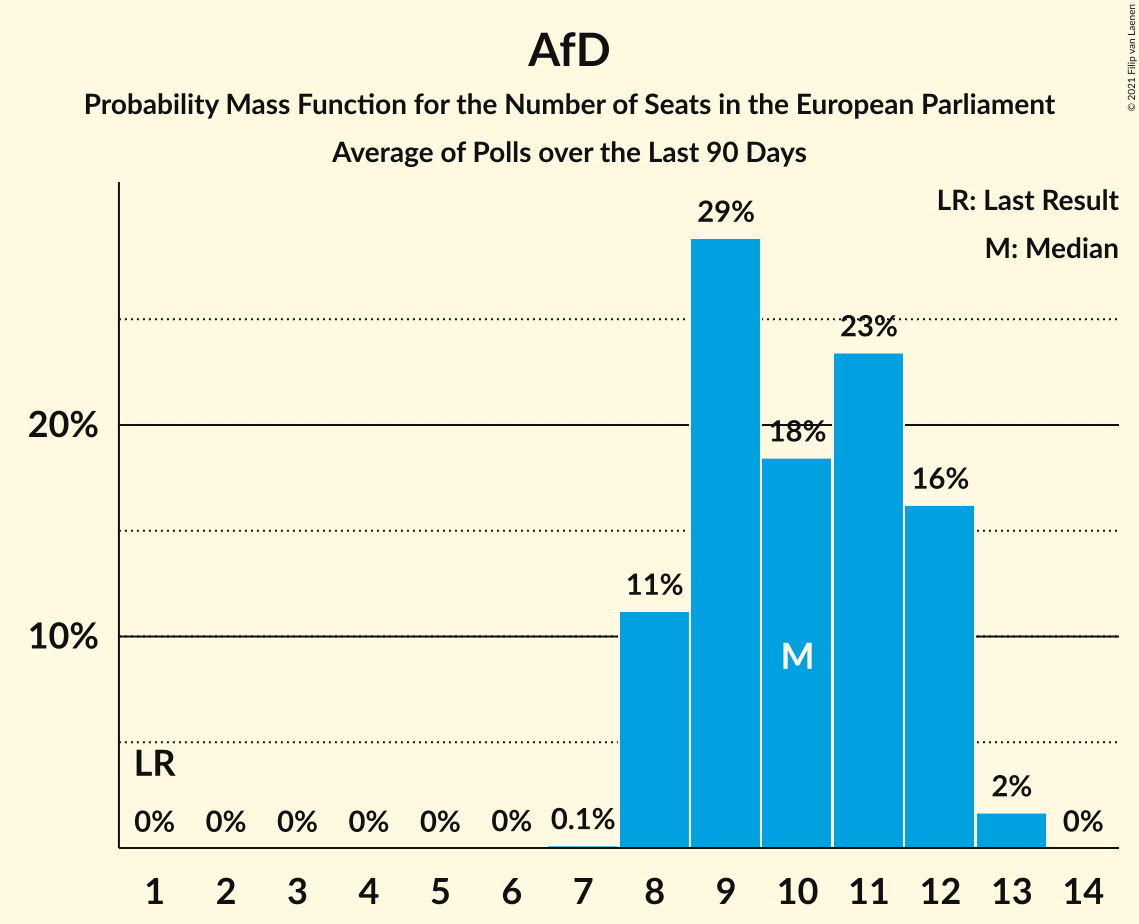 AfD
Probability Mass Function for the Number of Seats in the European Parliament
Average of Polls over the Last 90 Days
© 2021 Filip van Laenen
LR: Last Result
M: Median
29%
23%
20%
18%
16%
11%
10%
M
LR
2%
0% 0% 0% 0% 0% 0% 0.1% 0%
1 2 3 4 5 6 7 8 9 10 11 12 13 14